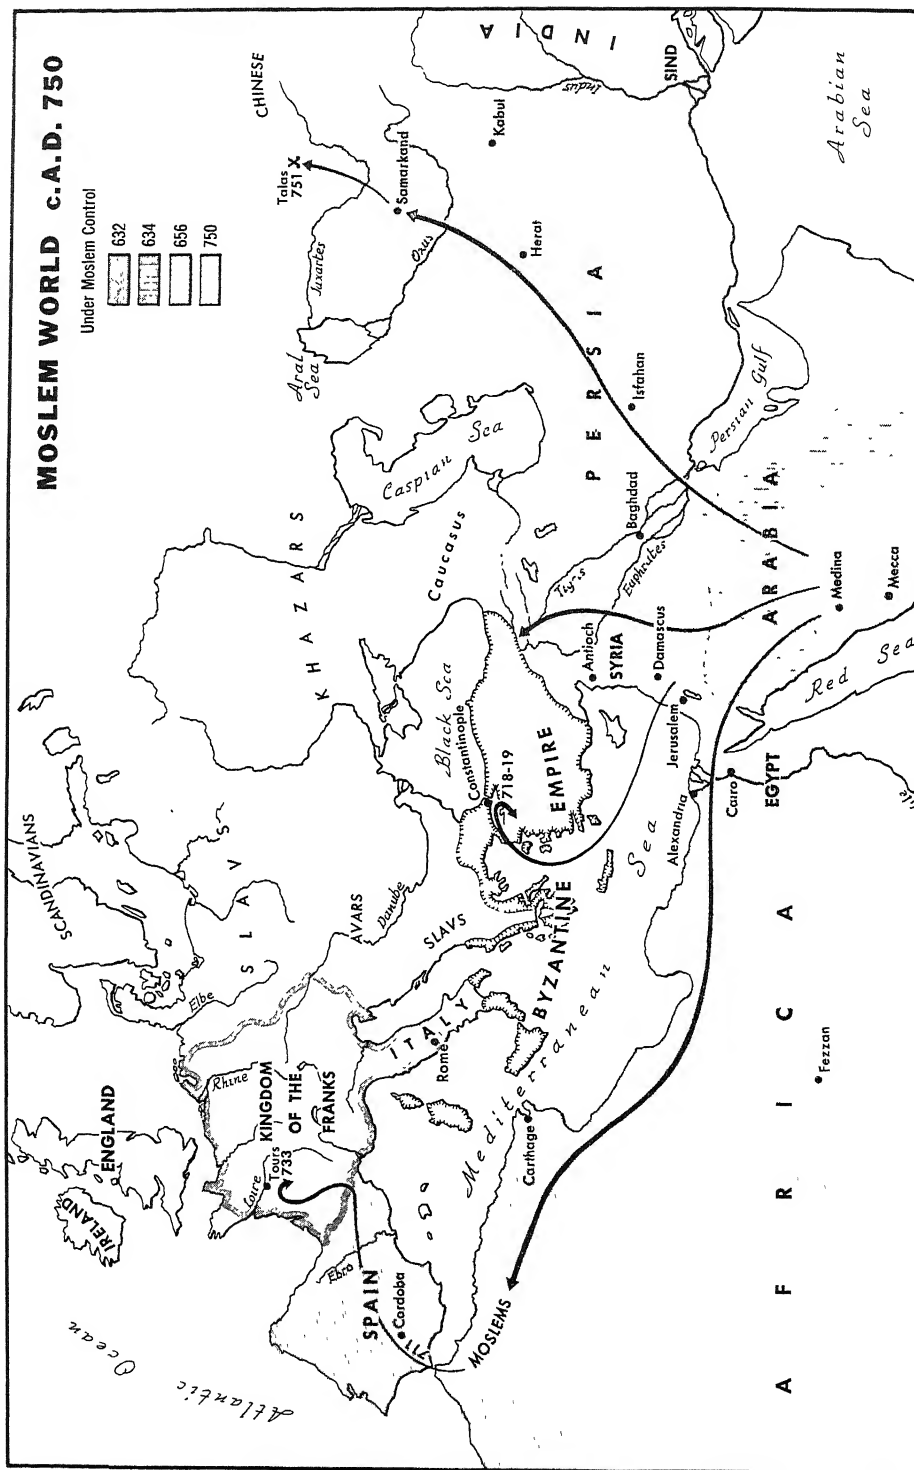 MOSLEM WORLD c.A.D. 750
Under Moslem Control
632
634
656
750
Atlantic Ocean
IRELAND
ENGLAND
SCANDINAVIANS
SLAVS
Elbe
Rhine
KINGDOM
OF THE
FRANKS
Loire
Tours
733
AVARS
Danube
SLAVS
KHAZARS
Caucasus
Caspian Sea
Aral
Sea
Jaxartes
Oxus
Talas
751 X
CHINESE
Samarkand
Kabul
Herat
INDIA
Indus
SIND
Arabian
Sea
PERSIA
Isfahan
Persian Gulf
Baghdad
Tigris
Euphrates
Black Sea
Constantinople
718-19
BYZANTINE
EMPIRE
Antioch
SYRIA
Damascus
Jerusalem
ARABIA
Medina
Mecca
Red Sea
EGYPT
Cairo
Alexandria
Mediterranean Sea
ITALY
Rome
Carthage
SPAIN
Ebro
Cordoba
711
MOSLEMS
AFRICA
Fezzan